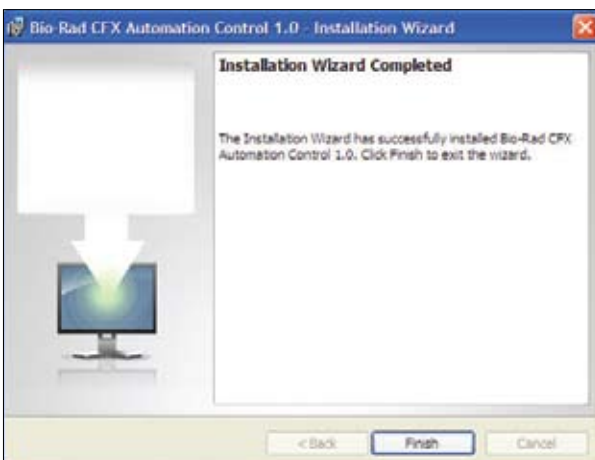 Bio-Rad CFX Automation Control 1.0 - Installation Wizard
Installation Wizard Completed
The Installation Wizard has successfully installed Bio-Rad CFX
Automation Control 1.0. Click Finish to exit the wizard.
< Back
Finish
Cancel